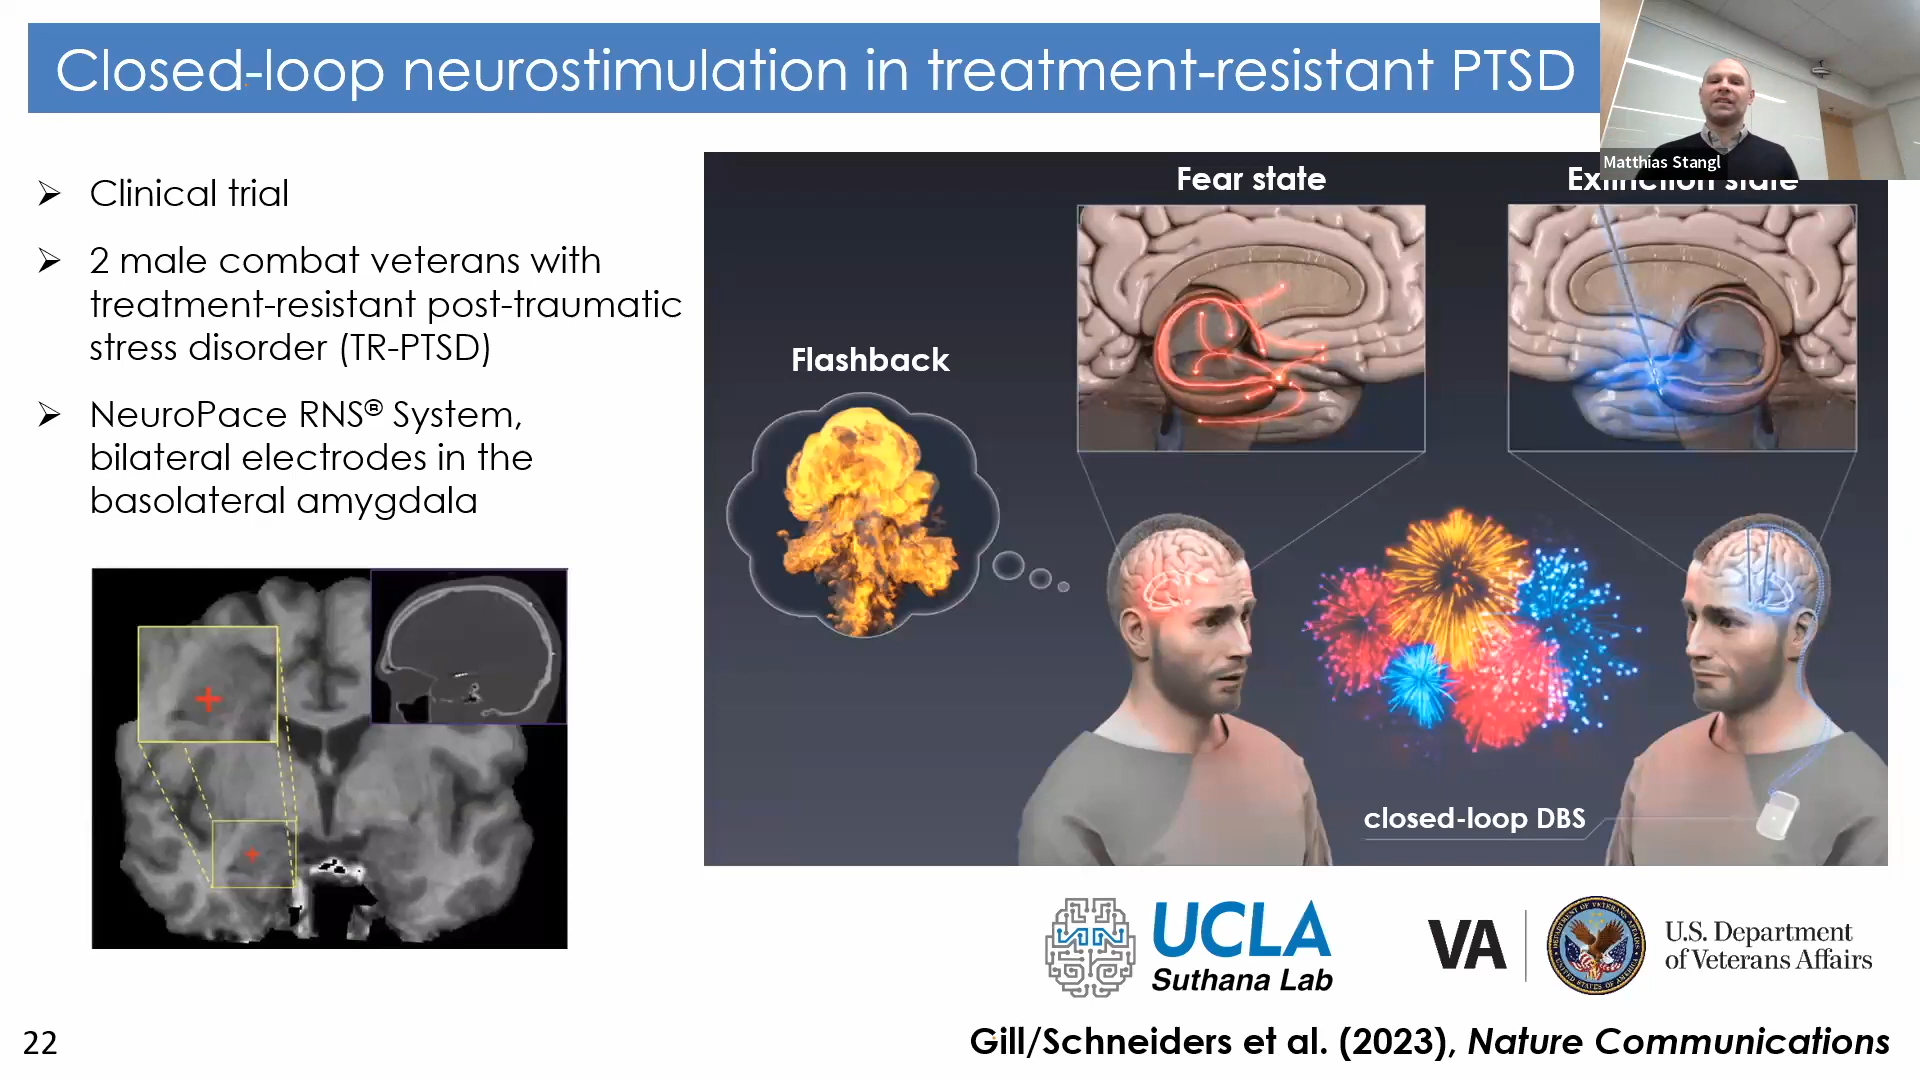 Closed-loop neurostimulation in treatment-resistant PTSD
Matthias Stangl
➢ Clinical trial
➢ 2 male combat veterans with
treatment-resistant post-traumatic
stress disorder (TR-PTSD)
➢ NeuroPace RNS® System,
bilateral electrodes in the
basolateral amygdala
Fear state
Extinction state
Flashback
closed-loop DBS
UCLA
Suthana Lab
VA
U.S. Department
of Veterans Affairs
22
Gill/Schneiders et al. (2023), Nature Communications